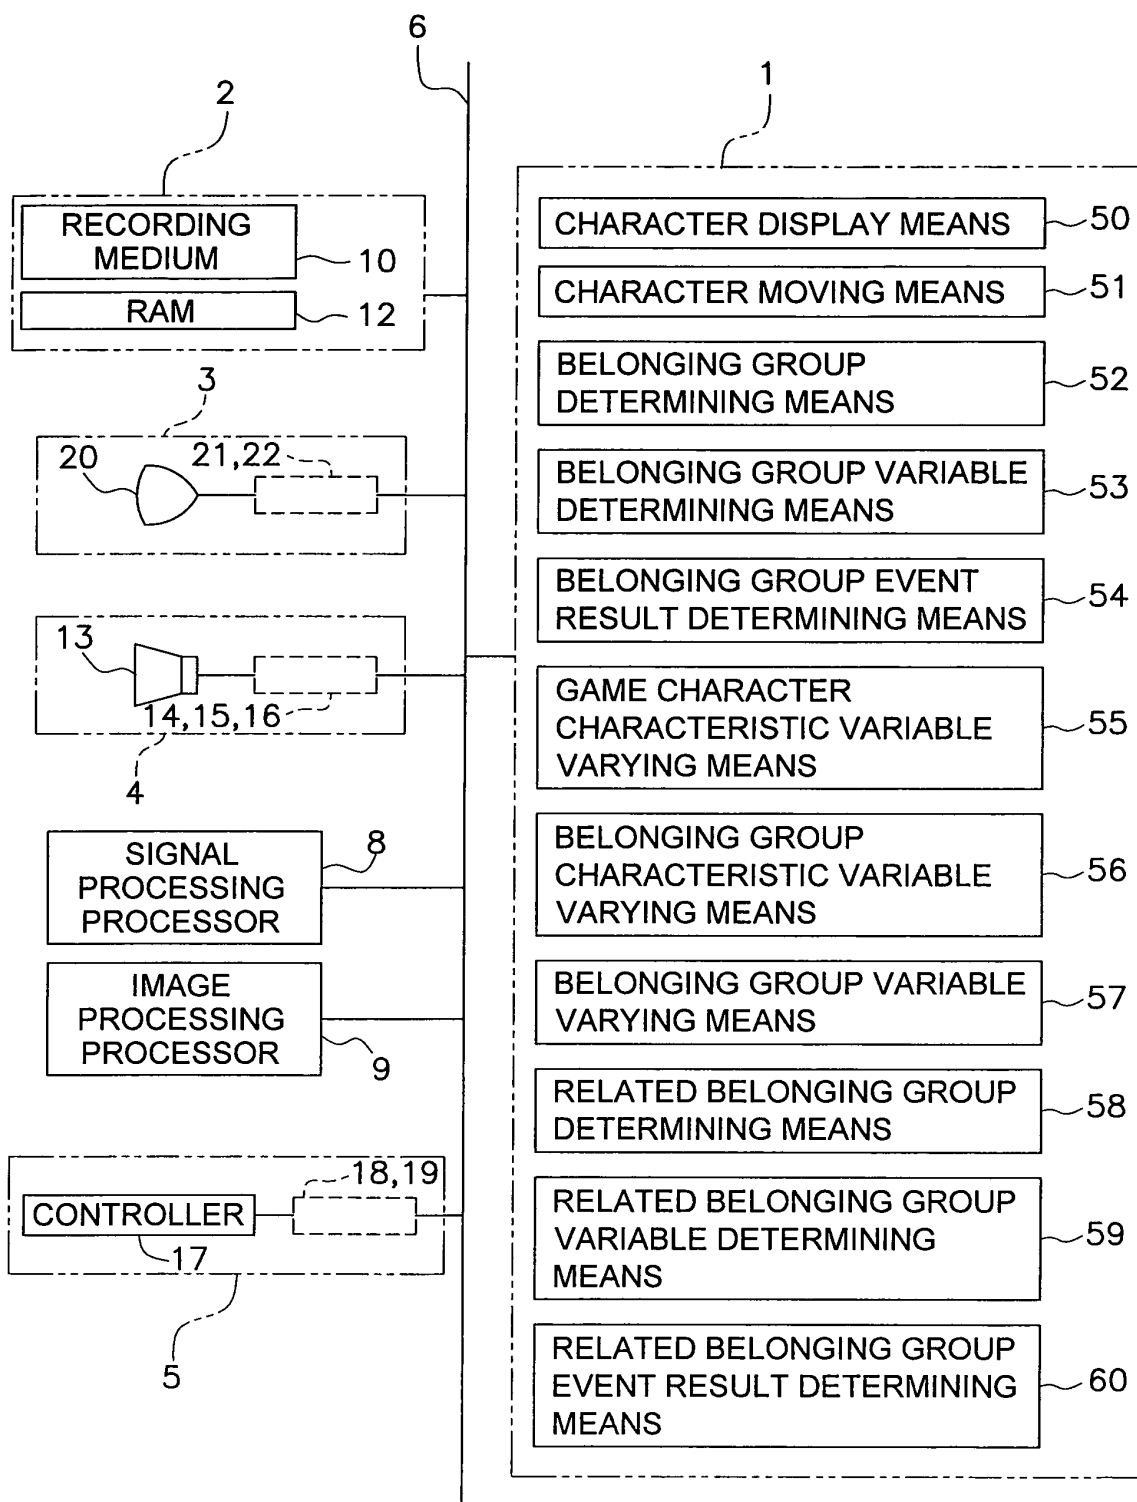 6
2
1
RECORDING
MEDIUM
10
RAM
12
3
20
21,22
13
14,15,16
4
SIGNAL
PROCESSING
PROCESSOR
8
IMAGE
PROCESSING
PROCESSOR
9
18,19
CONTROLLER
17
5
CHARACTER DISPLAY MEANS
50
CHARACTER MOVING MEANS
51
BELONGING GROUP
DETERMINING MEANS
52
BELONGING GROUP VARIABLE
DETERMINING MEANS
53
BELONGING GROUP EVENT
RESULT DETERMINING MEANS
54
GAME CHARACTER
CHARACTERISTIC VARIABLE
VARYING MEANS
55
BELONGING GROUP
CHARACTERISTIC VARIABLE
VARYING MEANS
56
BELONGING GROUP VARIABLE
VARYING MEANS
57
RELATED BELONGING GROUP
DETERMINING MEANS
58
RELATED BELONGING GROUP
VARIABLE DETERMINING
MEANS
59
RELATED BELONGING GROUP
EVENT RESULT DETERMINING
MEANS
60